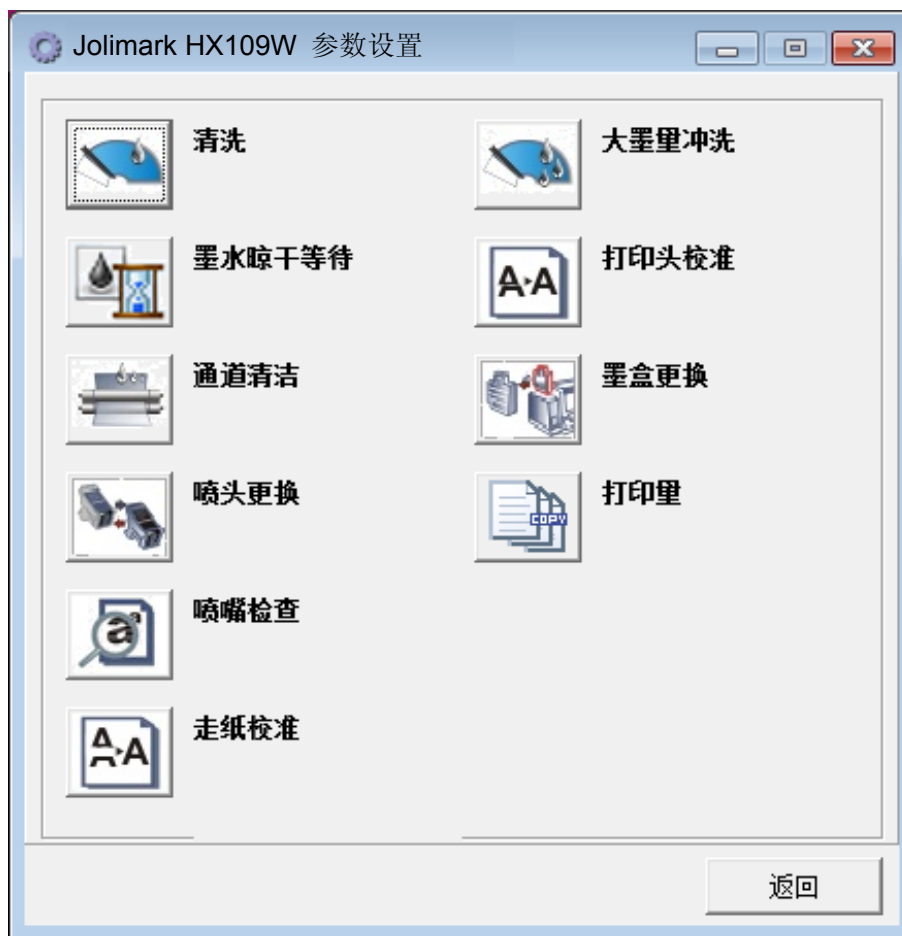 Jolimark HX109W 参数设置
清洗
大墨量冲洗
墨水晾干等待
打印头校准
A A
通道清洁
墨盒更换
喷头更换
打印量
COPY
喷嘴检查
a a
走纸校准
A A
返回